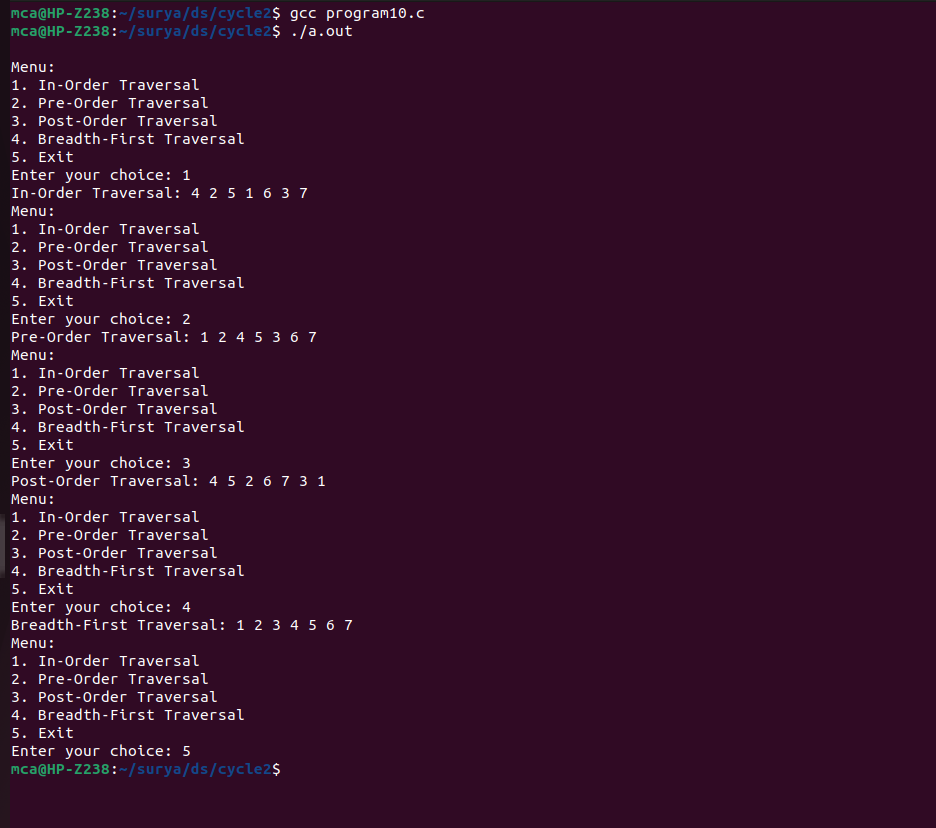 mca@HP-Z238:~/surya/ds/cycle2$ gcc program10.c
mca@HP-Z238:~/surya/ds/cycle2$ ./a.out
Menu:
1. In-Order Traversal
2. Pre-Order Traversal
3. Post-Order Traversal
4. Breadth-First Traversal
5. Exit
Enter your choice: 1
In-Order Traversal: 4 2 5 1 6 3 7
Menu:
1. In-Order Traversal
2. Pre-Order Traversal
3. Post-Order Traversal
4. Breadth-First Traversal
5. Exit
Enter your choice: 2
Pre-Order Traversal: 1 2 4 5 3 6 7
Menu:
1. In-Order Traversal
2. Pre-Order Traversal
3. Post-Order Traversal
4. Breadth-First Traversal
5. Exit
Enter your choice: 3
Post-Order Traversal: 4 5 2 6 7 3 1
Menu:
1. In-Order Traversal
2. Pre-Order Traversal
3. Post-Order Traversal
4. Breadth-First Traversal
5. Exit
Enter your choice: 4
Breadth-First Traversal: 1 2 3 4 5 6 7
Menu:
1. In-Order Traversal
2. Pre-Order Traversal
3. Post-Order Traversal
4. Breadth-First Traversal
5. Exit
Enter your choice: 5
mca@HP-Z238:~/surya/ds/cycle2$